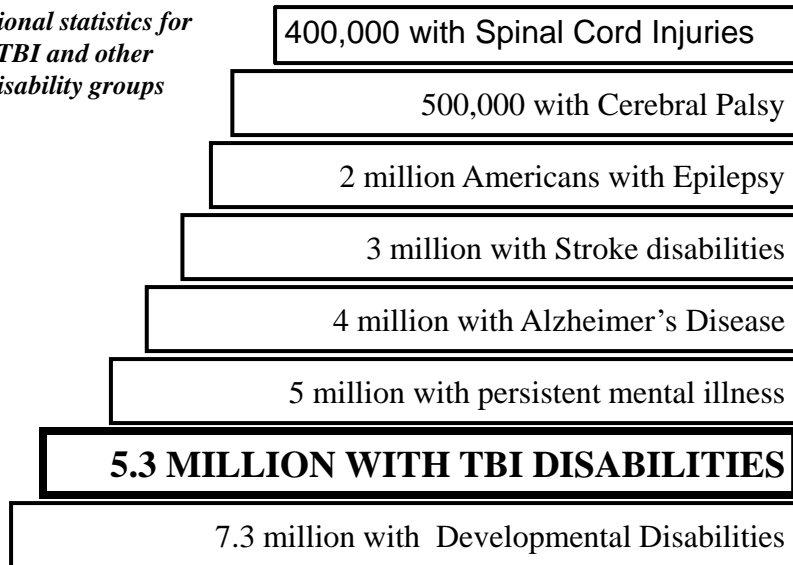 ional statistics for
TBI and other
isability groups
400,000 with Spinal Cord Injuries
500,000 with Cerebral Palsy
2 million Americans with Epilepsy
3 million with Stroke disabilities
4 million with Alzheimer’s Disease
5 million with persistent mental illness
5.3 MILLION WITH TBI DISABILITIES
7.3 million with Developmental Disabilities